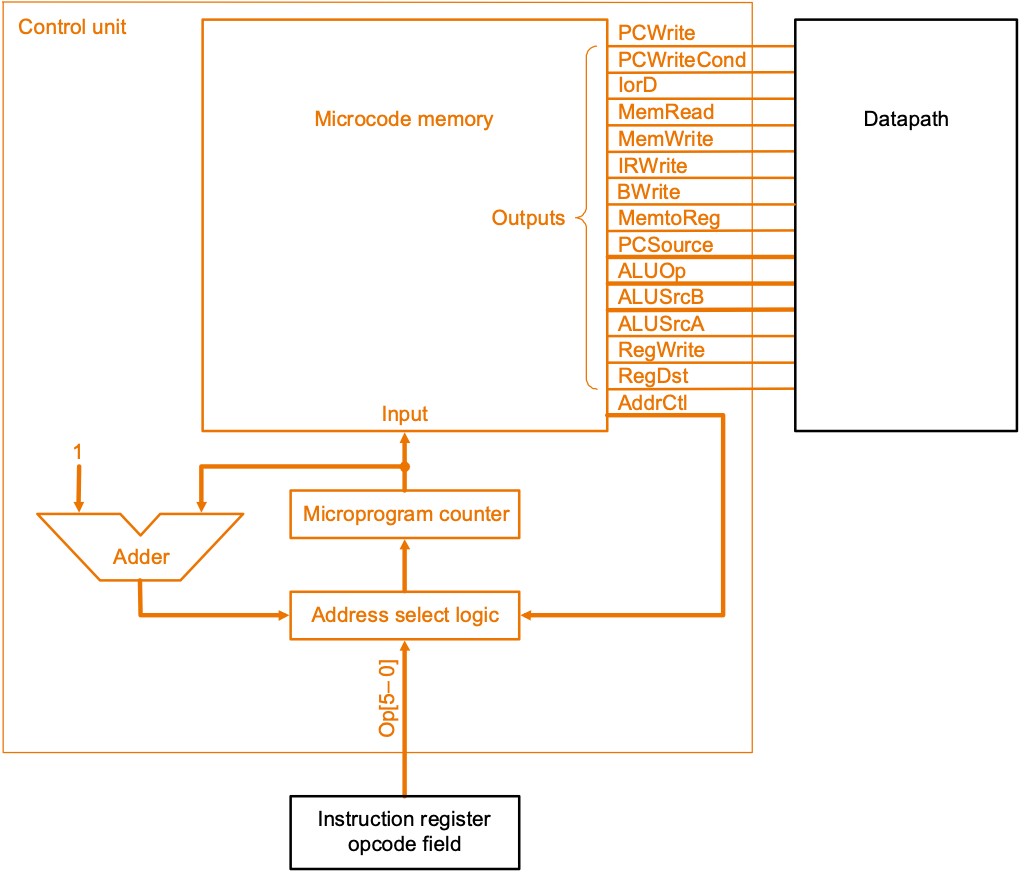 Control unit
PCWrite
PCWriteCond
IorD
Microcode memory
MemRead
Datapath
MemWrite
IRWrite
BWrite
Outputs
MemtoReg
PCSource
ALUOp
ALUSrcB
ALUSrcA
RegWrite
RegDst
AddrCtl
Input
1
Microprogram counter
Adder
Address select logic
Op[5– 0]
Instruction register
opcode field